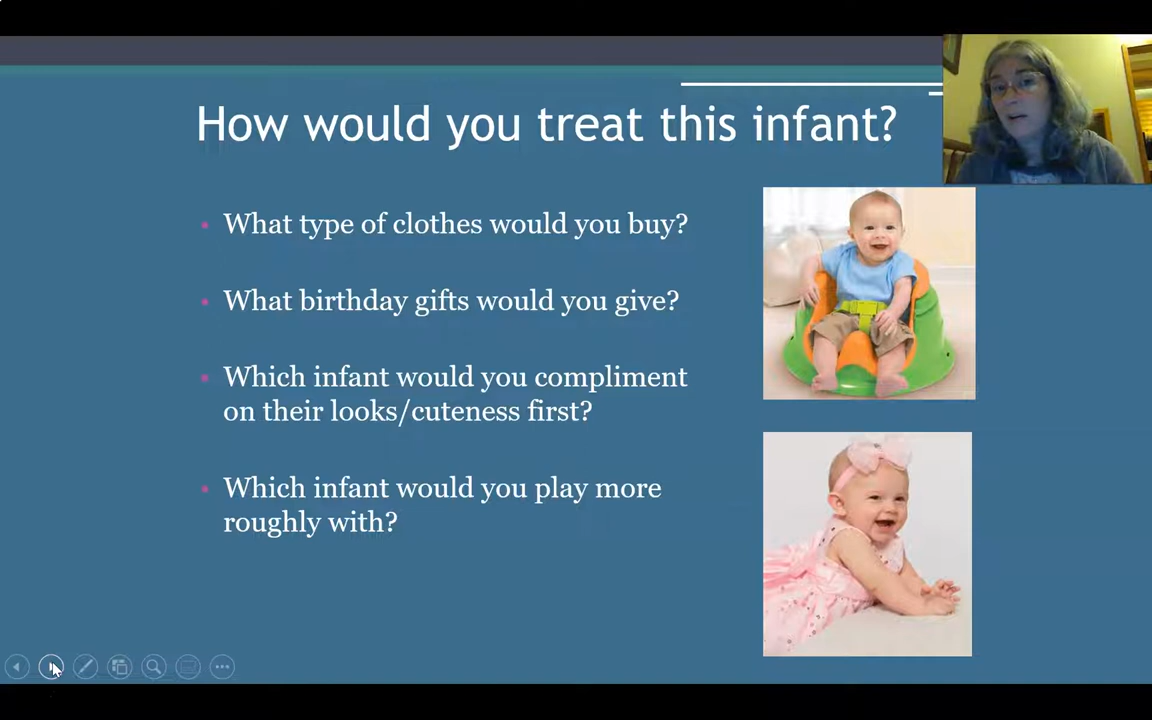 How would you treat this infant?
• What type of clothes would you buy?
• What birthday gifts would you give?
• Which infant would you compliment
on their looks/cuteness first?
• Which infant would you play more
roughly with?